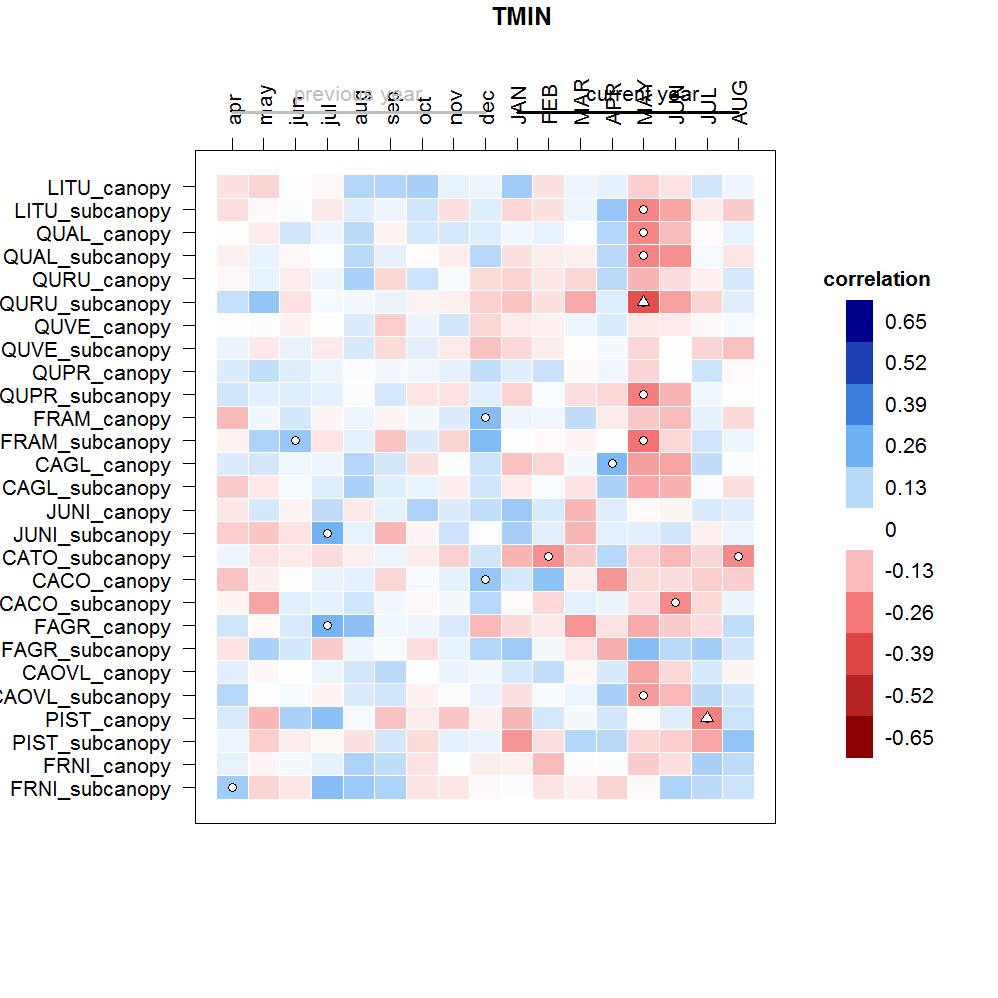 TMIN
previous year
current year
apr may jun jul aug sep oct nov dec JAN FEB MAR APR MAY JUN JUL AUG
LITU_canopy
LITU_subcanopy
QUAL_canopy
QUAL_subcanopy
QURU_canopy
QURU_subcanopy
QUVE_canopy
QUVE_subcanopy
QUPR_canopy
QUPR_subcanopy
FRAM_canopy
FRAM_subcanopy
CAGL_canopy
CAGL_subcanopy
JUNI_canopy
JUNI_subcanopy
CATO_subcanopy
CACO_canopy
CACO_subcanopy
FAGR_canopy
FAGR_subcanopy
CAOVL_canopy
CAOVL_subcanopy
PIST_canopy
PIST_subcanopy
FRNI_canopy
FRNI_subcanopy
correlation
0.65
0.52
0.39
0.26
0.13
0
-0.13
-0.26
-0.39
-0.52
-0.65